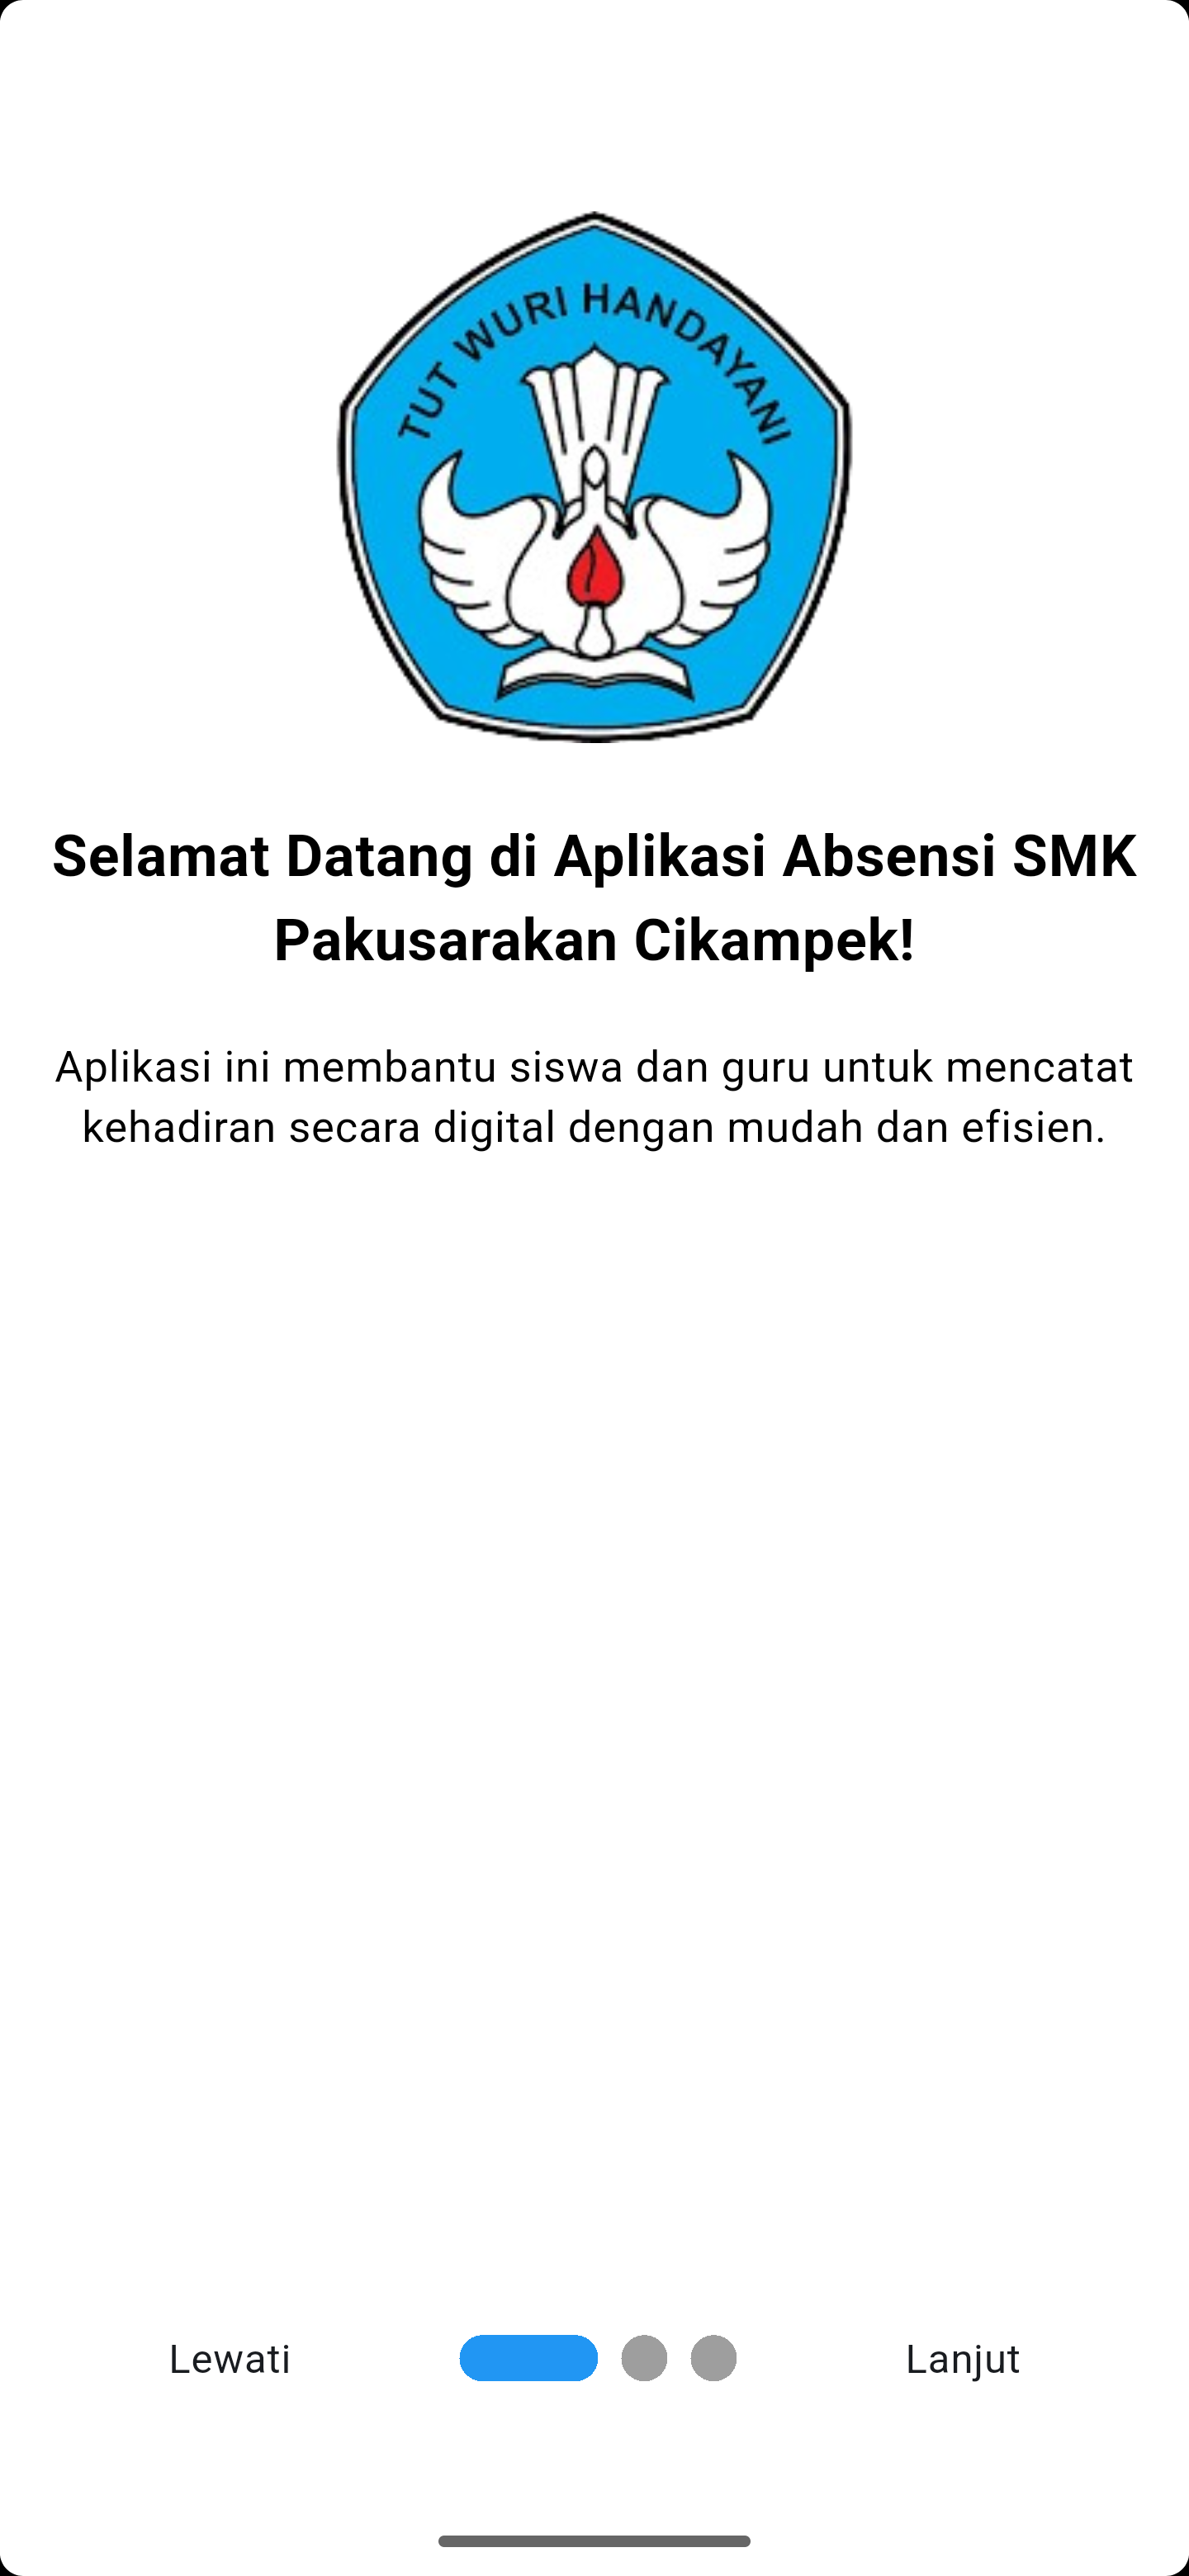 TUT WURI HANDAYANI
Selamat Datang di Aplikasi Absensi SMK
Pakusarakan Cikampek!
Aplikasi ini membantu siswa dan guru untuk mencatat
kehadiran secara digital dengan mudah dan efisien.
Lewati
Lanjut